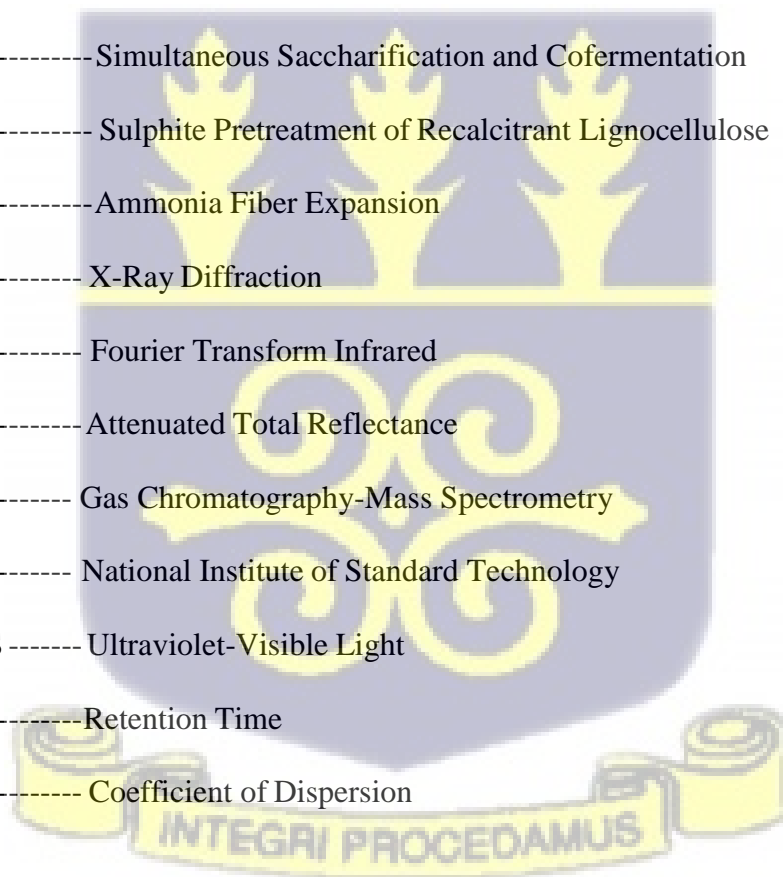 --------Simultaneous Saccharification and Cofermentation
-------- Sulphite Pretreatment of Recalcitrant Lignocellulose
--------Ammonia Fiber Expansion
------- X-Ray Diffraction
------- Fourier Transform Infrared
-------Attenuated Total Reflectance
------- Gas Chromatography-Mass Spectrometry
------- National Institute of Standard Technology
------- Ultraviolet-Visible Light
--------Retention Time
-------- Coefficient of Dispersion
INTEGRI PROCEDAMUS